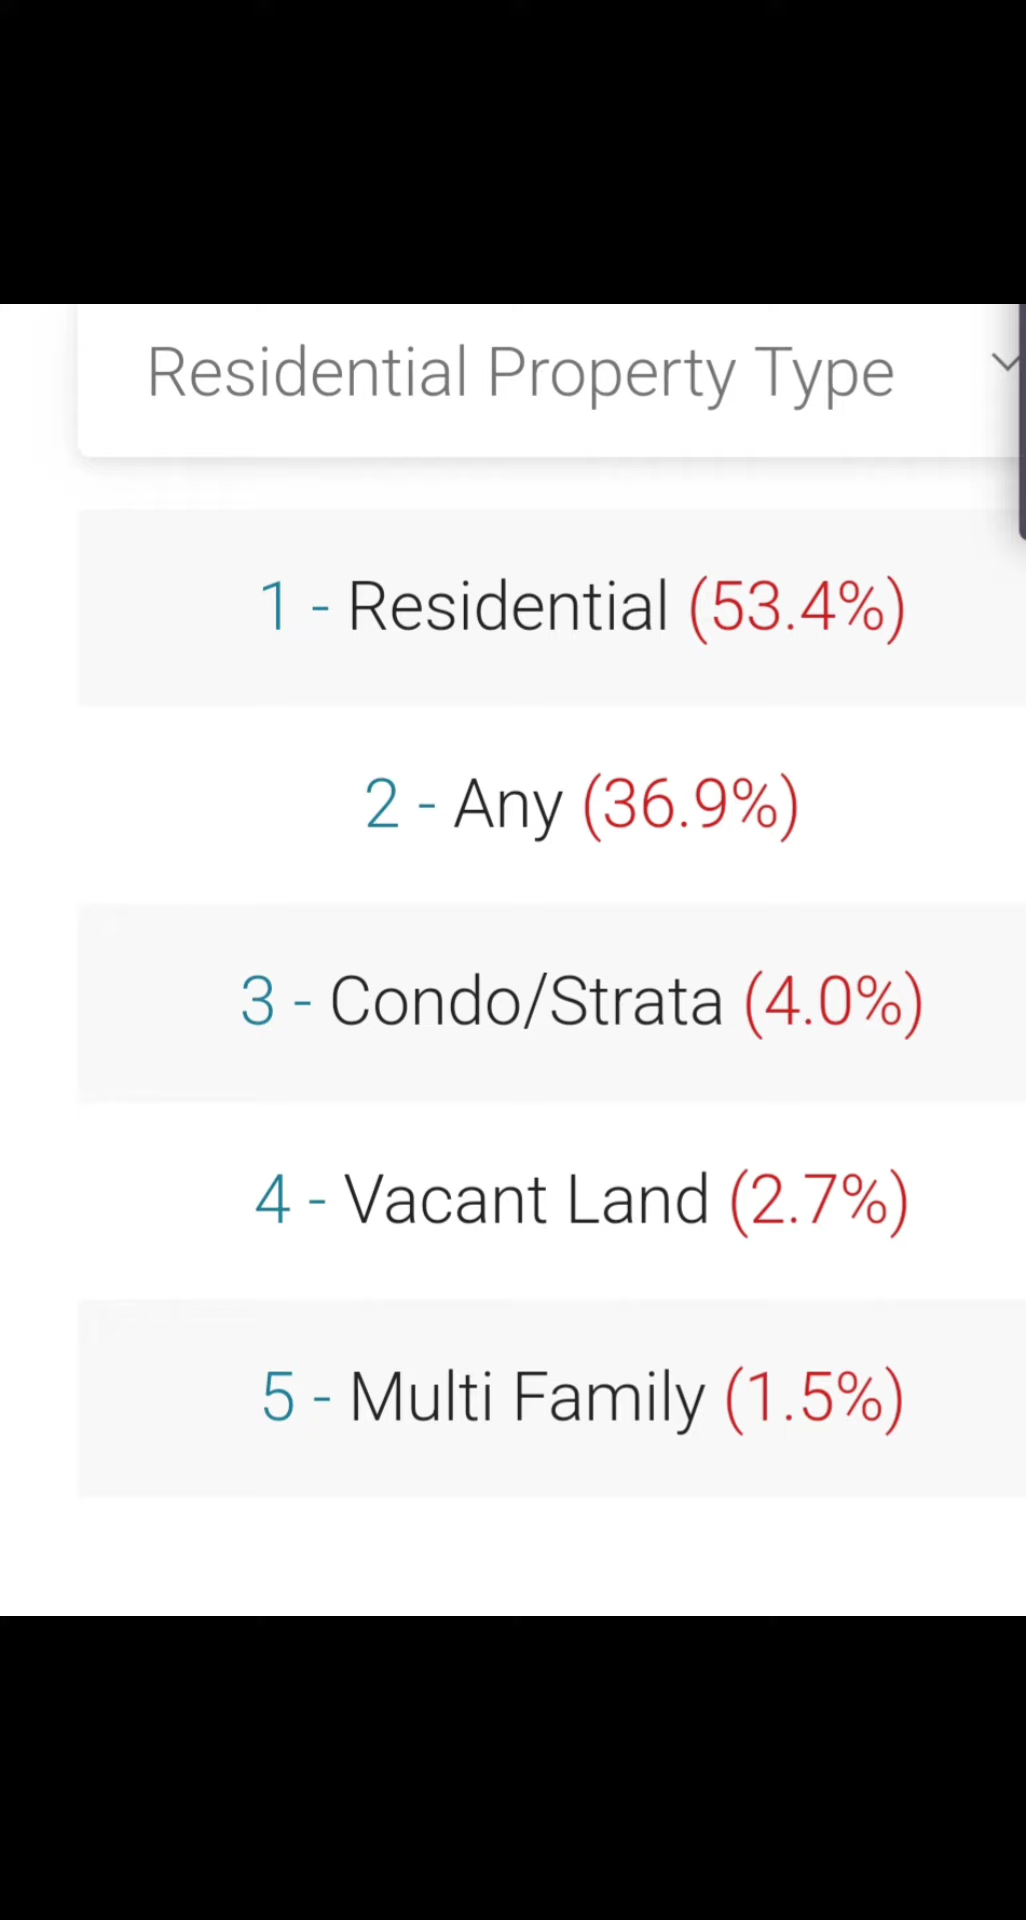 Residential Property Type
1 - Residential (53.4%)
2 - Any (36.9%)
3 - Condo/Strata (4.0%)
4 - Vacant Land (2.7%)
5 - Multi Family (1.5%)